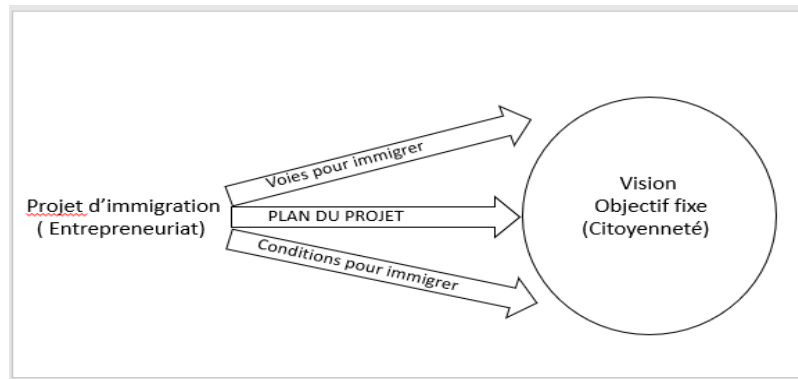 Projet d'immigration
( Entrepreneuriat)
Voies pour immigrer
PLAN DU PROJET
Conditions pour immigrer
Vision
Objectif fixe
(Citoyenneté)